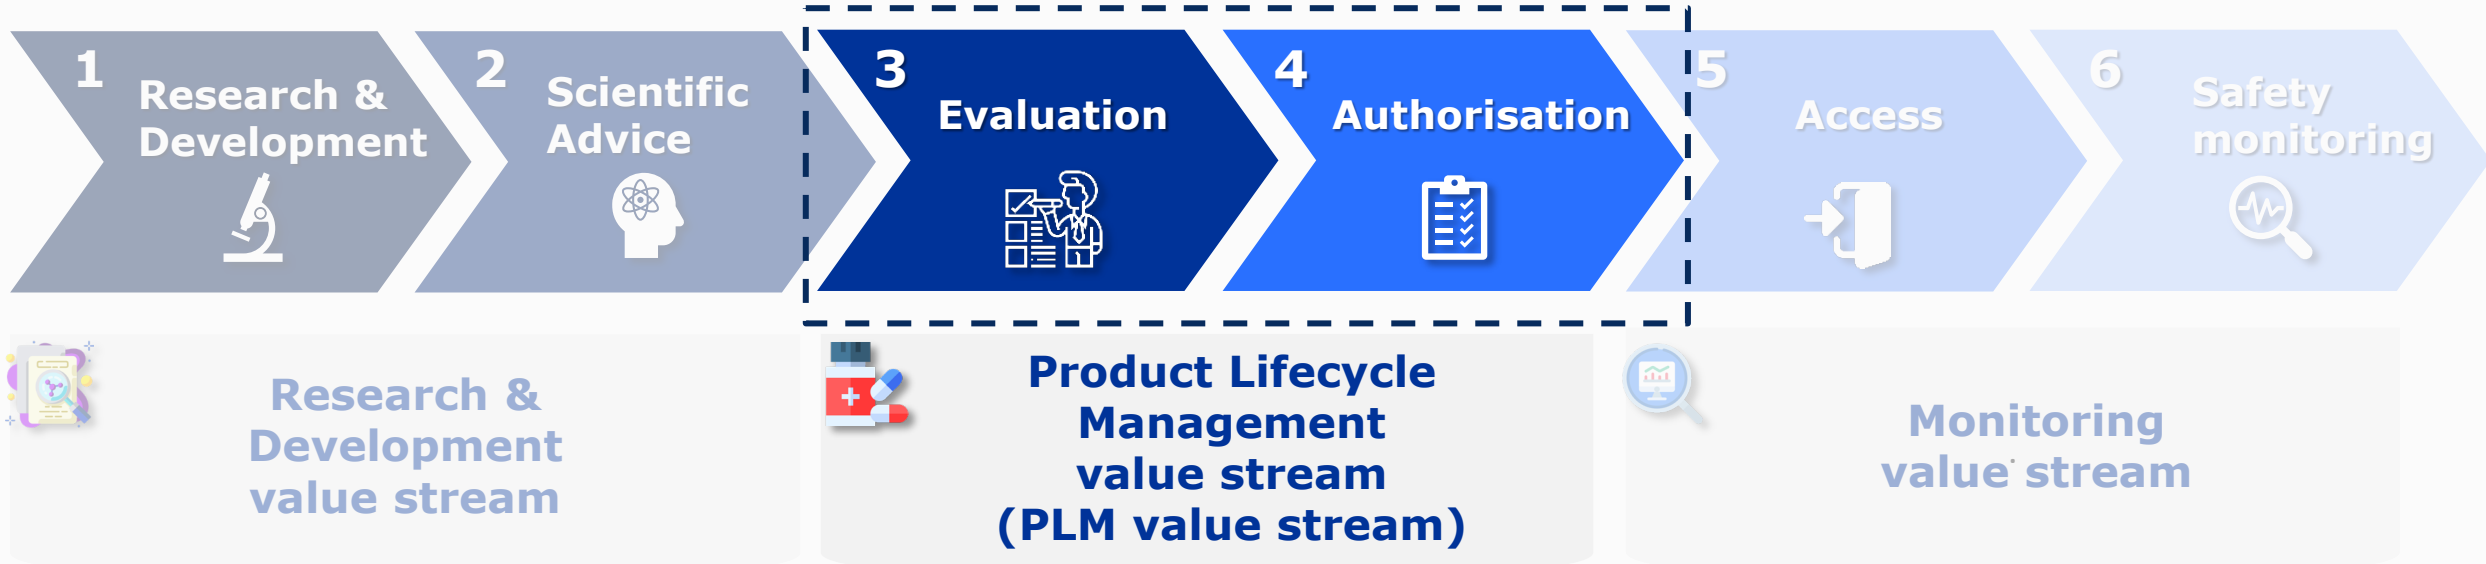 1
Research &
Development
2
Scientific
Advice
3
Evaluation
4
Authorisation
5
Access
6
Safety
monitoring
Research &
Development
value stream
Product Lifecycle
Management
value stream
(PLM value stream)
Monitoring
value stream